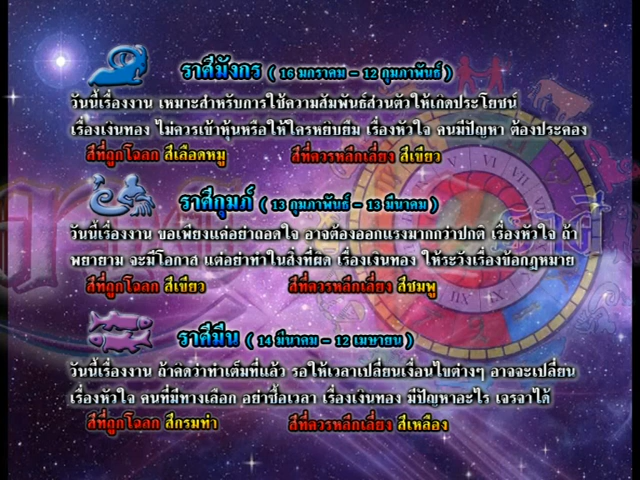 ราศีมังกร ( 16 มกราคม - 12 กุมภาพันธ์ )
วันนี้เรื่องงาน เหมาะสำหรับการใช้ความสัมพันธ์ส่วนตัวให้เกิดประโยชน์
เรื่องเงินทอง ไม่ควรเข้าหุ้นหรือให้ใครหยิบยืม เรื่องหัวใจ คนมีปัญหา ต้องประคอง
สีที่ถูกโฉลก สีเลือดหมู สีที่ควรหลีกเลี่ยง สีเขียว
ราศีกุมภ์ ( 13 กุมภาพันธ์ - 13 มีนาคม )
วันนี้เรื่องงาน ขอเพียงแค่อย่าถอดใจ อาจต้องออกแรงมากกว่าปกติ เรื่องหัวใจ ถ้า
พยายาม จะมีโอกาส แต่อย่าทำในสิ่งที่ผิด เรื่องเงินทอง ให้ระวังเรื่องข้อกฎหมาย
สีที่ถูกโฉลก สีเขียว สีที่ควรหลีกเลี่ยง สีชมพู
ราศีมีน ( 14 มีนาคม - 12 เมษายน )
วันนี้เรื่องงาน ถ้าคิดว่าทำเต็มที่แล้ว รอให้เวลาเปลี่ยนเงื่อนไขต่างๆ อาจจะเปลี่ยน
เรื่องหัวใจ คนที่มีทางเลือก อย่าซื้อเวลา เรื่องเงินทอง มีปัญหาอะไร เจรจาได้
สีที่ถูกโฉลก สีกรมท่า สีที่ควรหลีกเลี่ยง สีเหลือง